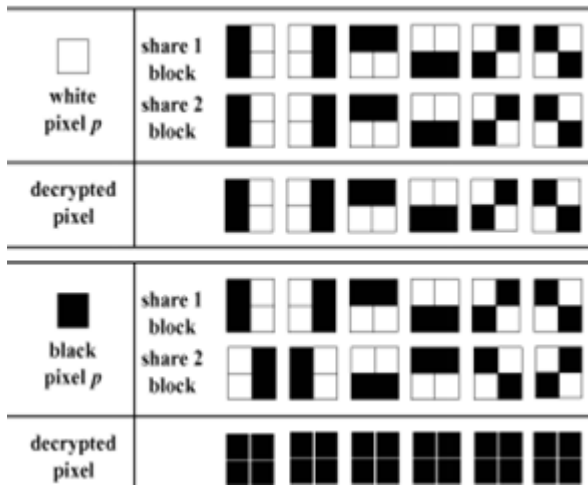 share 1
block
white
pixel p
share 2
block
decrypted
pixel
share 1
block
black
pixel p
share 2
block
decrypted
pixel